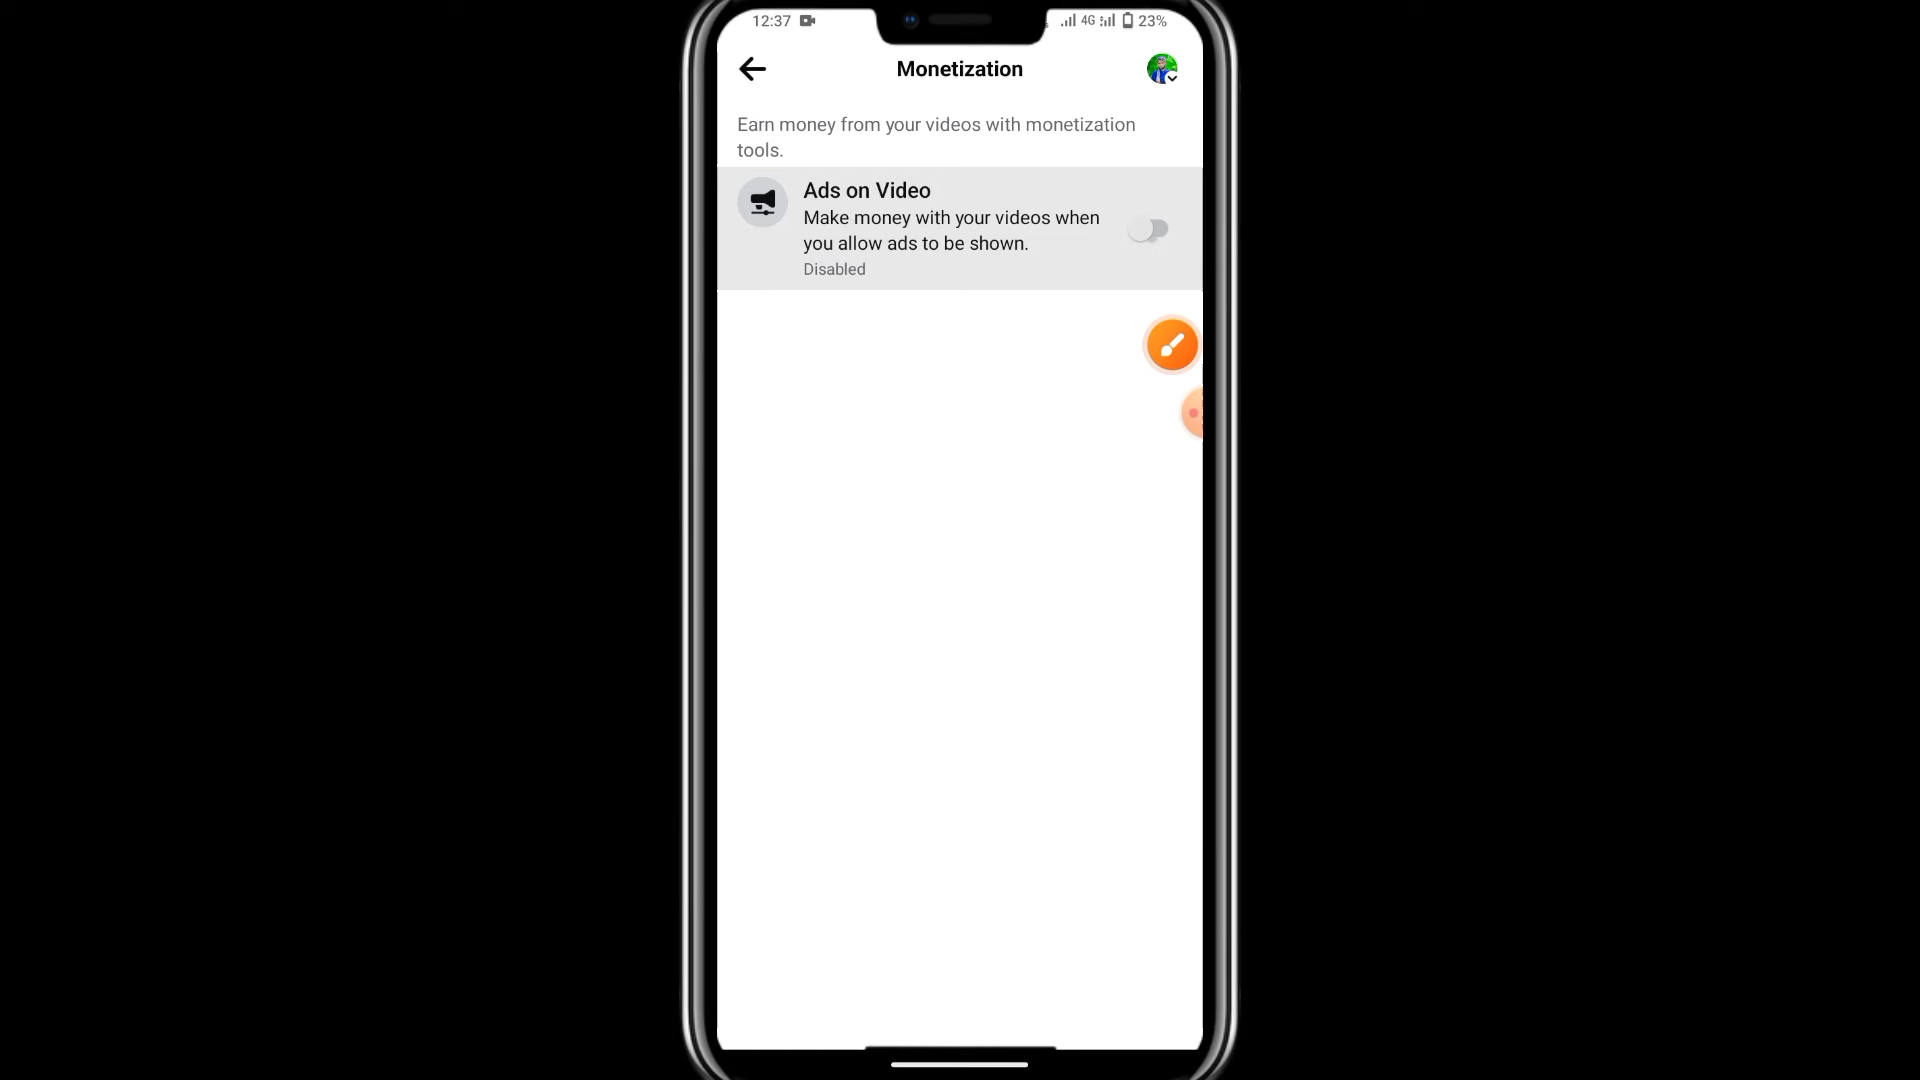 12:37 4G 23%
Monetization
Earn money from your videos with monetization
tools.
Ads on Video
Make money with your videos when
you allow ads to be shown.
Disabled